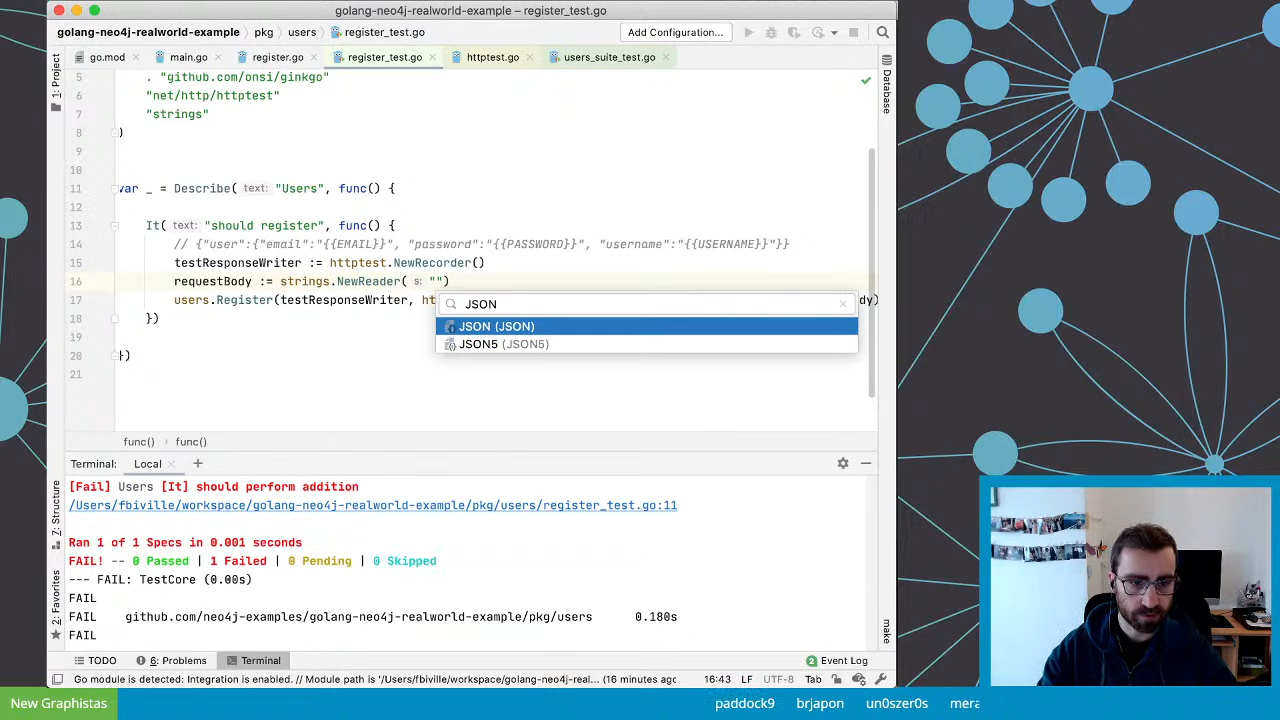 golang-neo4j-realworld-example – register_test.go
golang-neo4j-realworld-example › pkg › users › register_test.go
Add Configuration...
go.mod
main.go
register.go
register_test.go
httptest.go
users_suite_test.go
1: Project
Database
5 . "github.com/onsi/ginkgo"
6 "net/http/httptest"
7 "strings"
8 )
9
10
11 var _ = Describe( text: "Users", func() {
12
13 It( text: "should register", func() {
14 // {"user":{"email":"{{EMAIL}}", "password":"{{PASSWORD}}", "username":"{{USERNAME}}"}}
15 testResponseWriter := httptest.NewRecorder()
16 requestBody := strings.NewReader( s: "")
17 users.Register(testResponseWriter, ht dy)
JSON
JSON (JSON)
JSON5 (JSON5)
18 })
19
20 })
21
func() › func()
Terminal: Local +
[Fail] Users [It] should perform addition
/Users/fbiville/workspace/golang-neo4j-realworld-example/pkg/users/register_test.go:11
Ran 1 of 1 Specs in 0.001 seconds
FAIL! -- 0 Passed | 1 Failed | 0 Pending | 0 Skipped
--- FAIL: TestCore (0.00s)
FAIL
FAIL github.com/neo4j-examples/golang-neo4j-realworld-example/pkg/users 0.180s
FAIL
7: Structure
2: Favorites
make
TODO
6: Problems
Terminal
2 Event Log
Go module is detected: Integration is enabled. // Module path is '/Users/fbiville/workspace/golang-neo4j-real... (16 minutes ago
16:43 LF UTF-8 Tab
New Graphistas
paddock9 brjapon un0szer0s mera